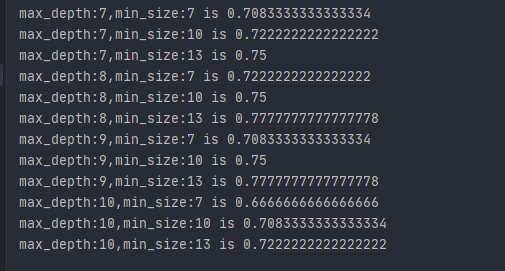 max_depth:7,min_size:7 is 0.7083333333333334
max_depth:7,min_size:10 is 0.7222222222222222
max_depth:7,min_size:13 is 0.75
max_depth:8,min_size:7 is 0.7222222222222222
max_depth:8,min_size:10 is 0.75
max_depth:8,min_size:13 is 0.7777777777777778
max_depth:9,min_size:7 is 0.7083333333333334
max_depth:9,min_size:10 is 0.75
max_depth:9,min_size:13 is 0.7777777777777778
max_depth:10,min_size:7 is 0.6666666666666666
max_depth:10,min_size:10 is 0.7083333333333334
max_depth:10,min_size:13 is 0.7222222222222222